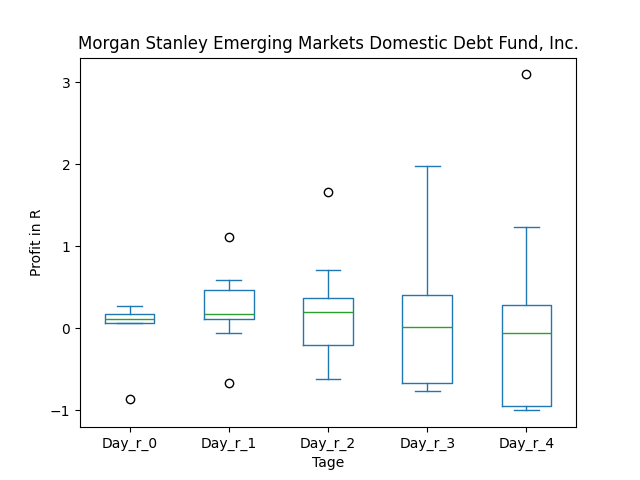 Morgan Stanley Emerging Markets Domestic Debt Fund, Inc.
Profit in R
3
2
1
0
−1
Day_r_0 Day_r_1 Day_r_2 Day_r_3 Day_r_4
Tage